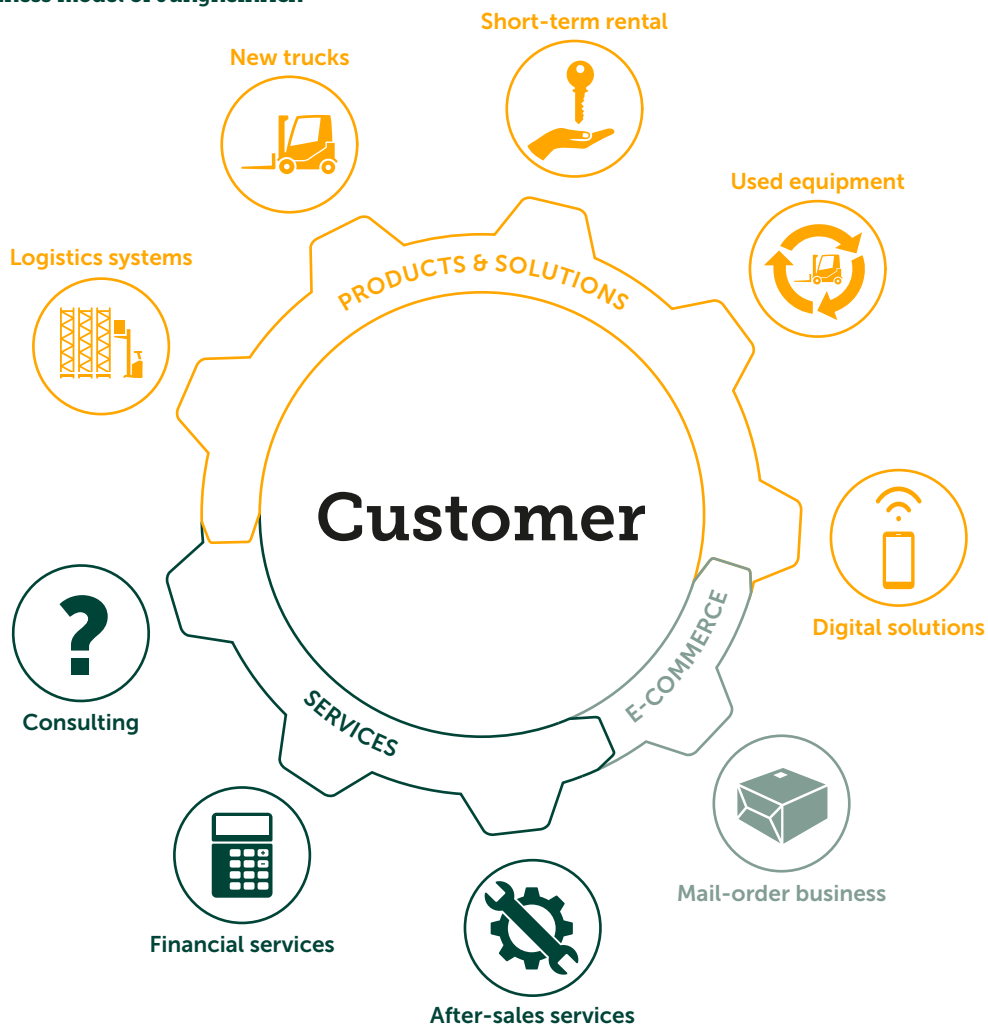 Short-term rental
New trucks
Used equipment
Logistics systems
PRODUCTS & SOLUTIONS
Customer
Digital solutions
E-COMMERCE
SERVICES
Consulting
Mail-order business
Financial services
After-sales services